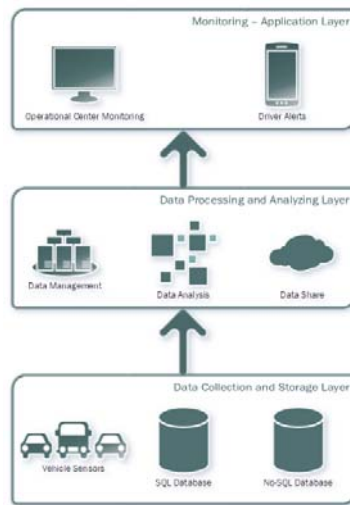 Monitoring – Application Layer
Operational Center Monitoring
Driver Alerts
Data Processing and Analyzing Layer
Data Management
Data Analysis
Data Share
Data Collection and Storage Layer
Vehicle Sensors
SQL Database
No-SQL Database